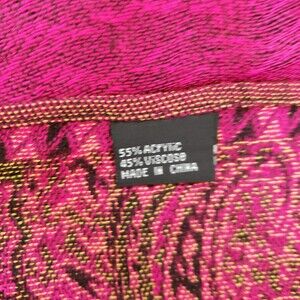 55% ACRYLIC
45% VISCOSE
MADE IN CHINA